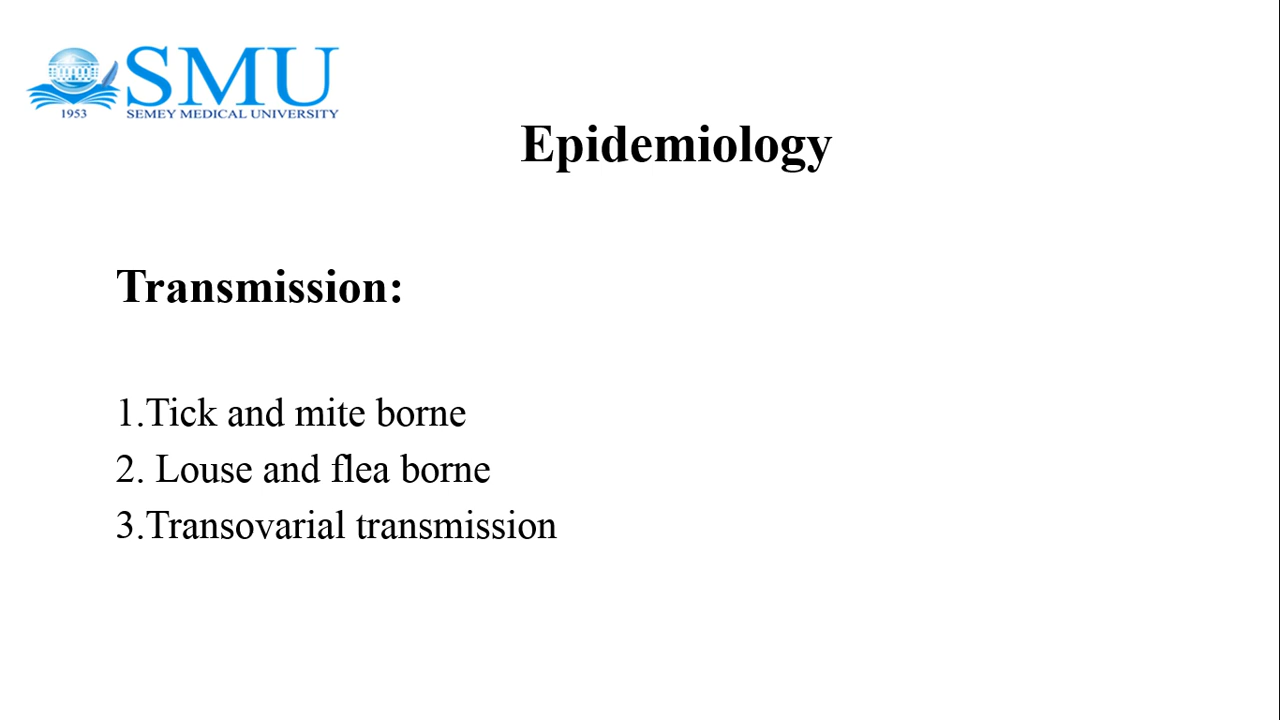 SMU
1953
SEMEY MEDICAL UNIVERSITY
Epidemiology
Transmission:
1.Tick and mite borne
2. Louse and flea borne
3.Transovarial transmission